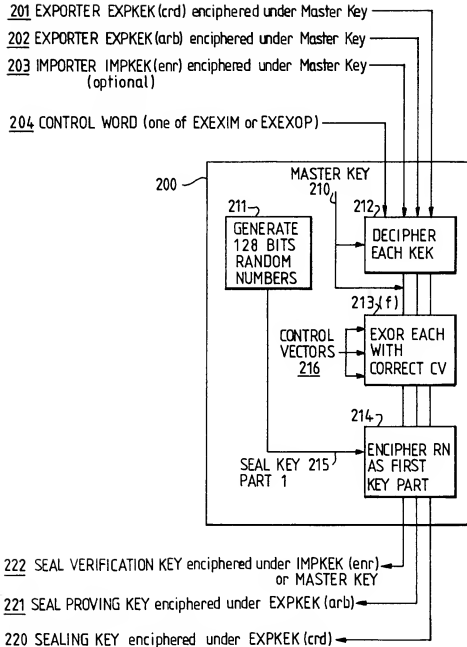 201 EXPORTER EXPKEK (crd) enciphered under Master Key
202 EXPORTER EXPKEK (arb) enciphered under Master Key
203 IMPORTER IMPKEK (enr) enciphered under Master Key
(optional)
204 CONTROL WORD (one of EXEXIM or EXEXOP)
200
MASTER KEY
210
211
GENERATE
128 BITS
RANDOM
NUMBERS
212
DECIPHER
EACH KEK
213 (f)
CONTROL
VECTORS
216
EXOR EACH
WITH
CORRECT CV
214
ENCIPHER RN
AS FIRST
KEY PART
SEAL KEY 215
PART 1
222 SEAL VERIFICATION KEY enciphered under IMPKEK (enr)
or MASTER KEY
221 SEAL PROVING KEY enciphered under EXPKEK (arb)
220 SEALING KEY enciphered under EXPKEK (crd)